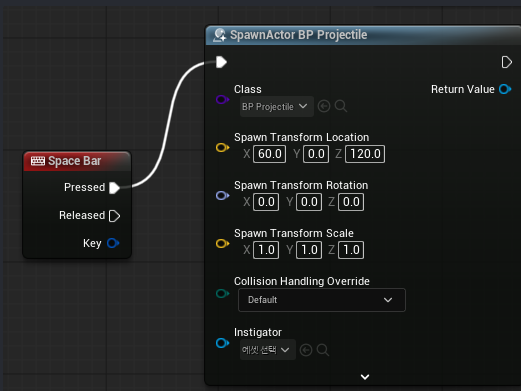 SpawnActor BP Projectile
Class
Return Value
BP Projectile
Spawn Transform Location
X 60.0 Y 0.0 Z 120.0
Space Bar
Pressed
Spawn Transform Rotation
X 0.0 Y 0.0 Z 0.0
Released
Key
Spawn Transform Scale
X 1.0 Y 1.0 Z 1.0
Collision Handling Override
Default
Instigator
에셋 선택